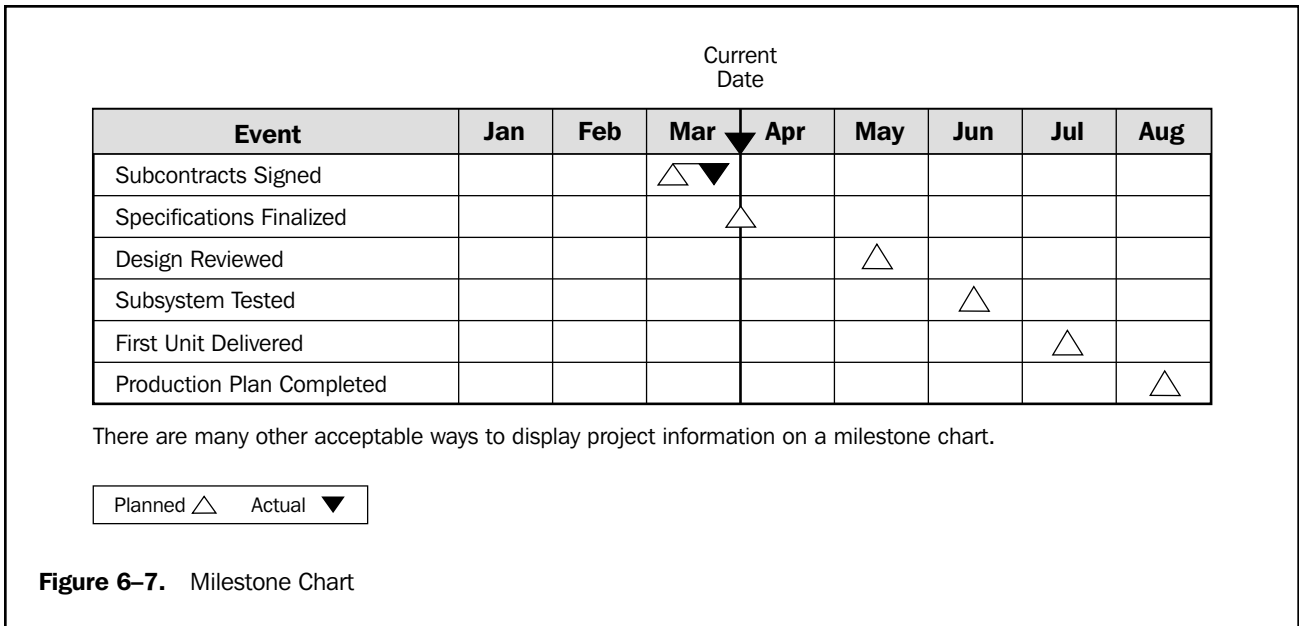 Current
Date
Event Jan Feb Mar Apr May Jun Jul Aug
Subcontracts Signed
Specifications Finalized
Design Reviewed
Subsystem Tested
First Unit Delivered
Production Plan Completed
There are many other acceptable ways to display project information on a milestone chart.
Planned Actual
Figure 6–7. Milestone Chart